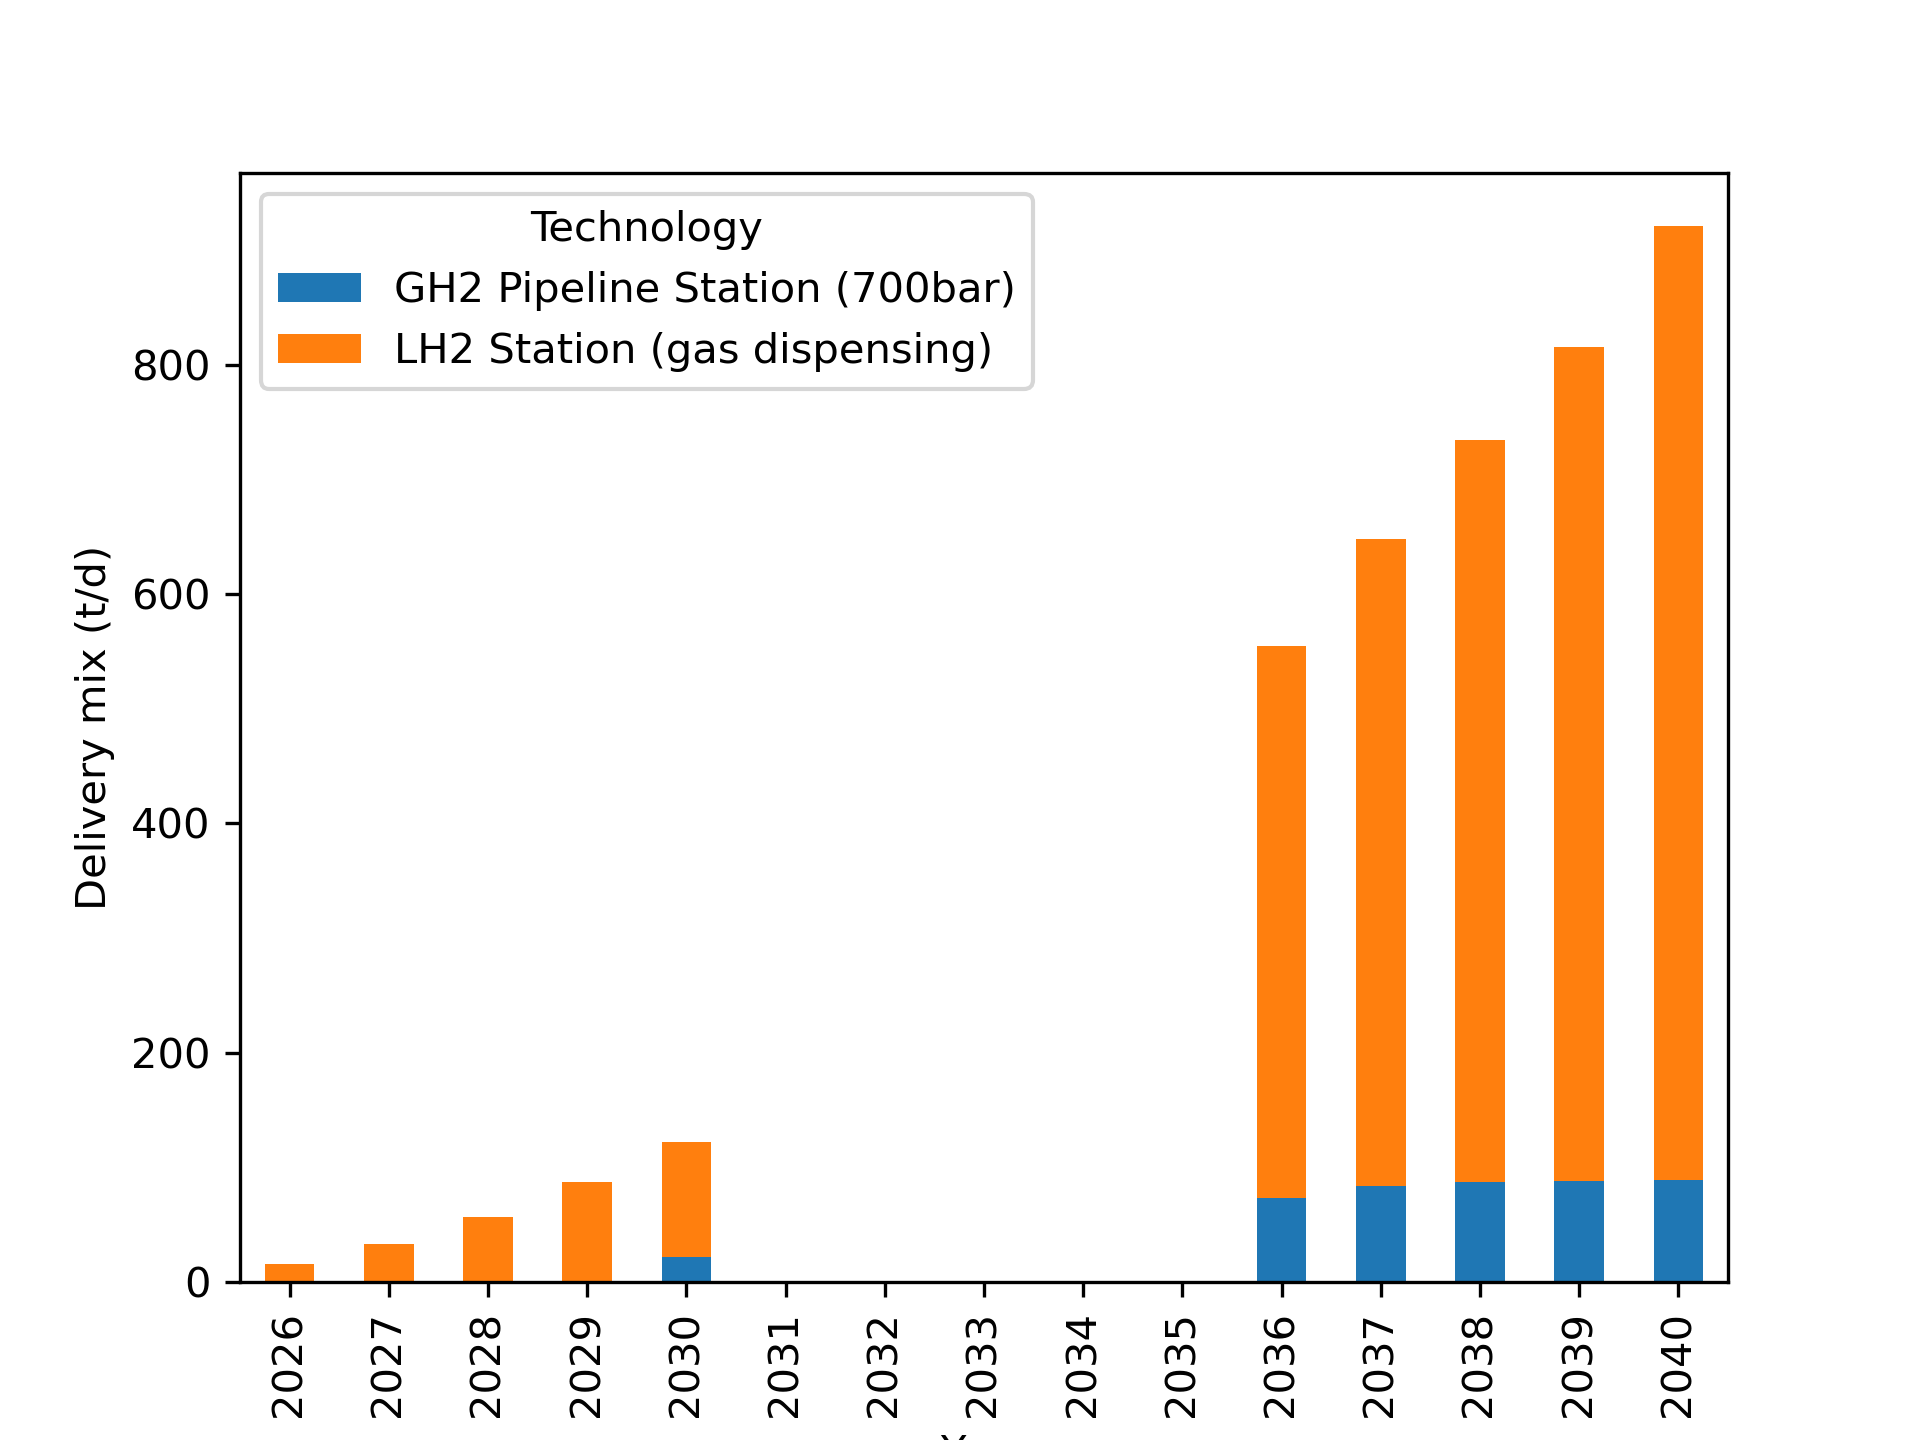 Technology
GH2 Pipeline Station (700bar)
LH2 Station (gas dispensing)
Delivery mix (t/d)
800
600
400
200
0
2026 2027 2028 2029 2030 2031 2032 2033 2034 2035 2036 2037 2038 2039 2040